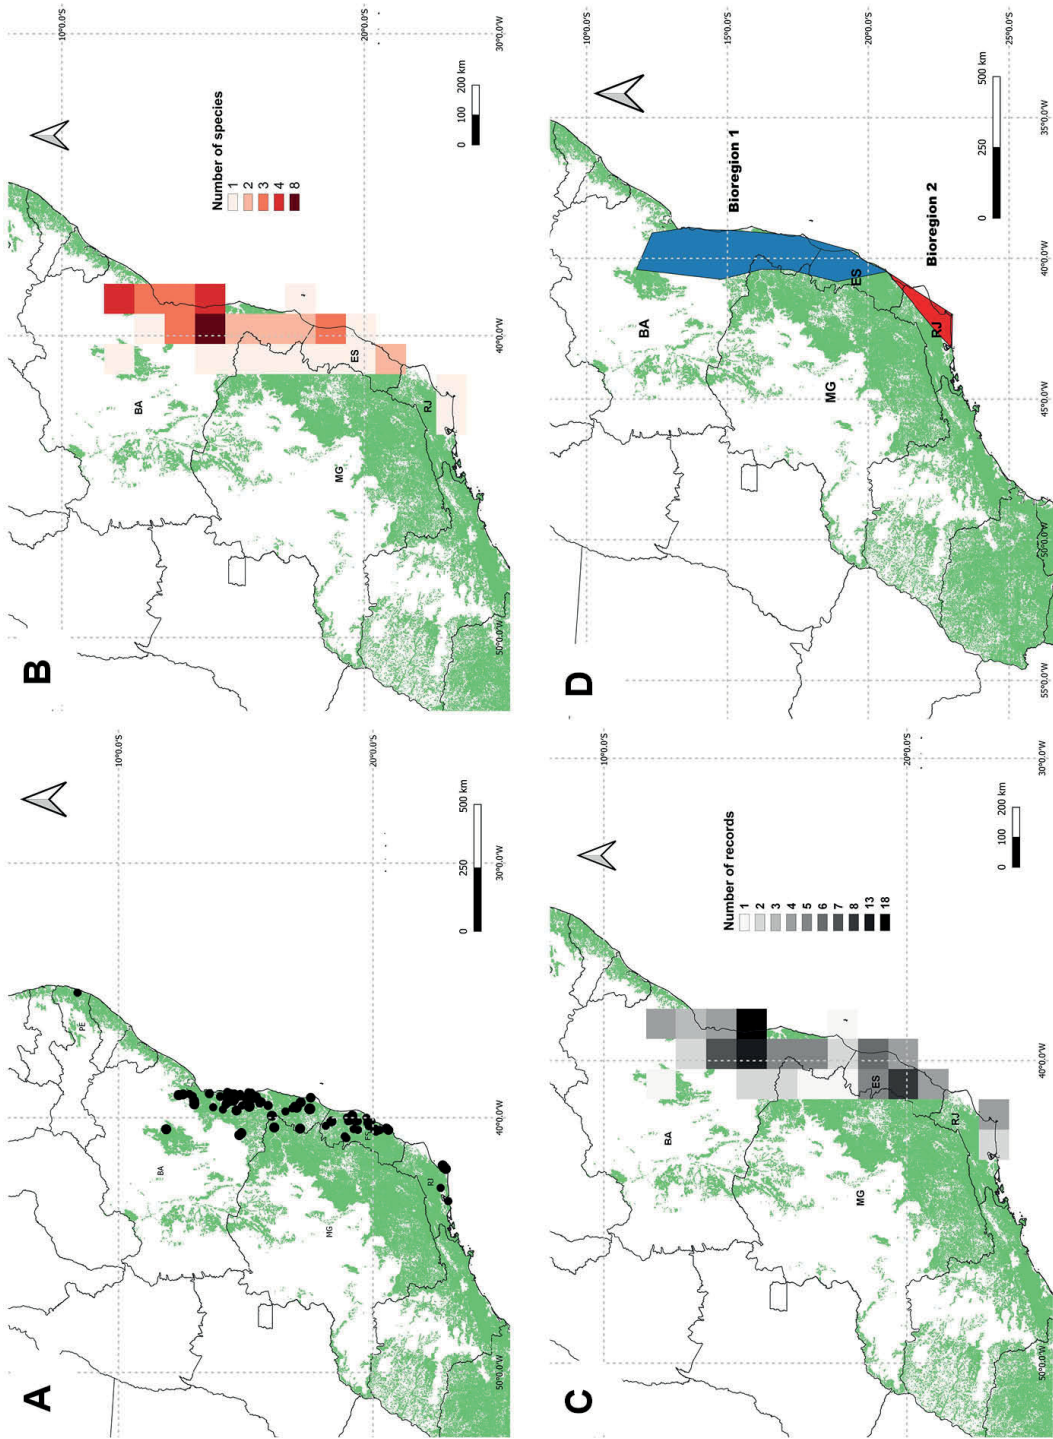 A
10°0.0'S
20°0.0'S
50°0.0'W
40°0.0'W
30°0.0'W
PE
BA
MG
ES
RJ
0 250 500 km
B
10°0.0'S
20°0.0'S
50°0.0'W
40°0.0'W
30°0.0'W
BA
MG
ES
RJ
Number of species
1
2
3
4
8
0 100 200 km
C
10°0.0'S
20°0.0'S
50°0.0'W
40°0.0'W
30°0.0'W
BA
MG
ES
RJ
Number of records
1
2
3
4
5
6
7
8
13
18
0 100 200 km
D
10°0.0'S
15°0.0'S
20°0.0'S
25°0.0'S
55°0.0'W
50°0.0'W
45°0.0'W
40°0.0'W
35°0.0'W
BA
MG
ES
RJ
Bioregion 1
Bioregion 2
0 250 500 km